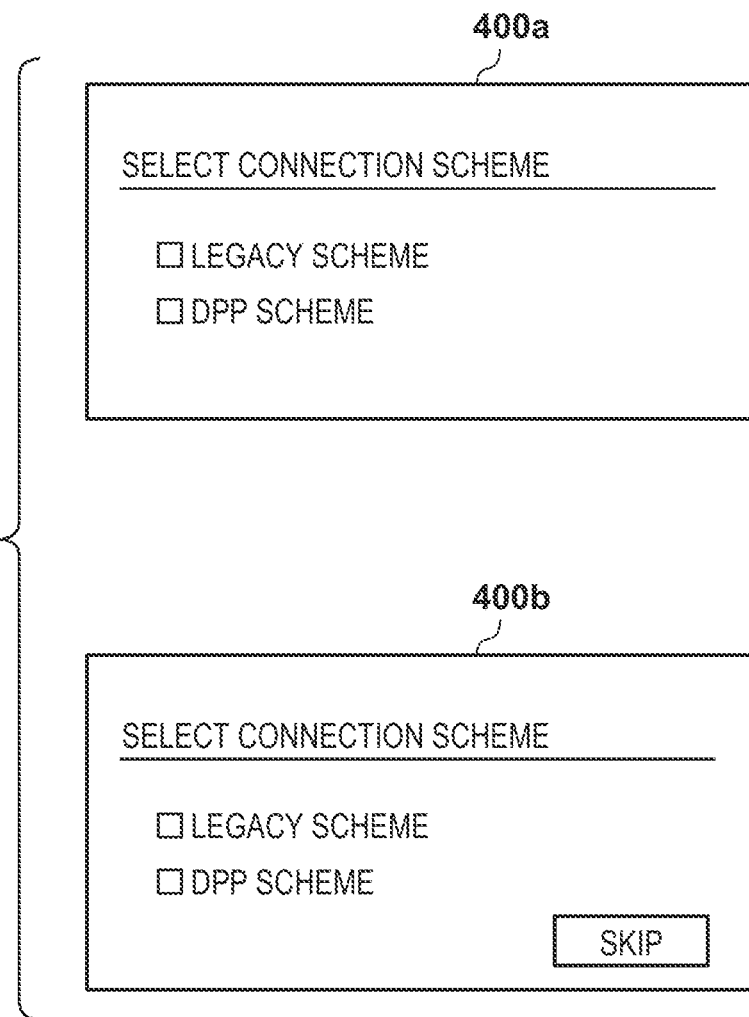 400a
SELECT CONNECTION SCHEME
LEGACY SCHEME
DPP SCHEME
400b
SELECT CONNECTION SCHEME
LEGACY SCHEME
DPP SCHEME
SKIP